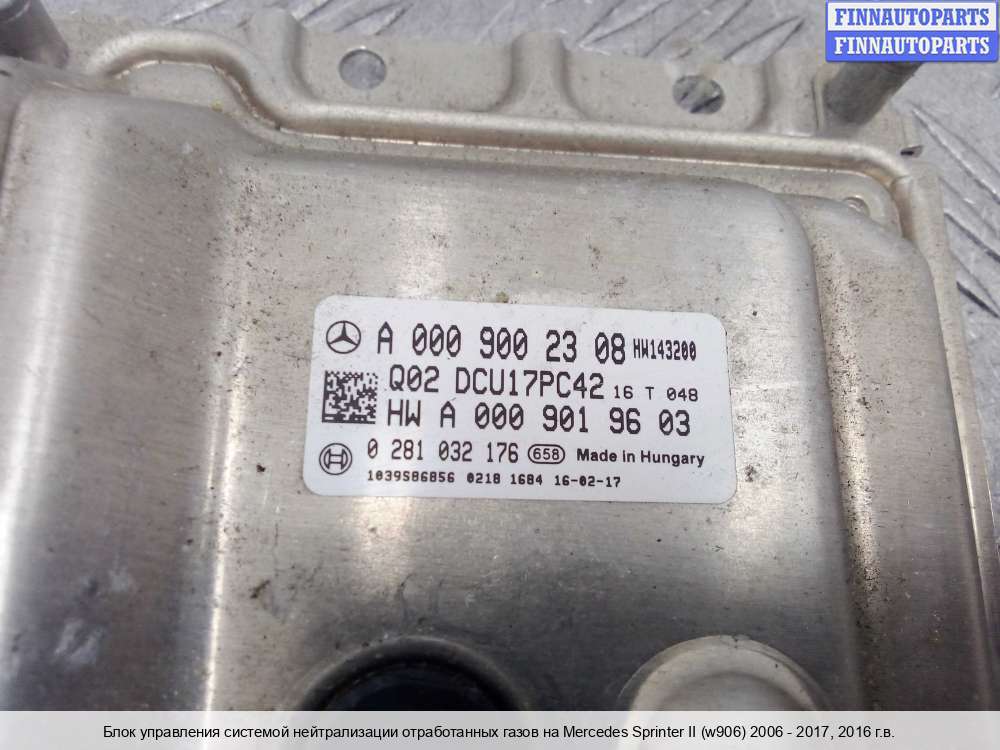 FINNAUTOPARTS
FINNAUTOPARTS
A 000 900 23 08 HW143200
Q02 DCU17PC42 16 T 048
HW A 000 901 96 03
0 281 032 176 658 Made in Hungary
1039S86856 0218 1684 16-02-17
Блок управления системой нейтрализации отработанных газов на Mercedes Sprinter II (w906) 2006 - 2017, 2016 г.в.